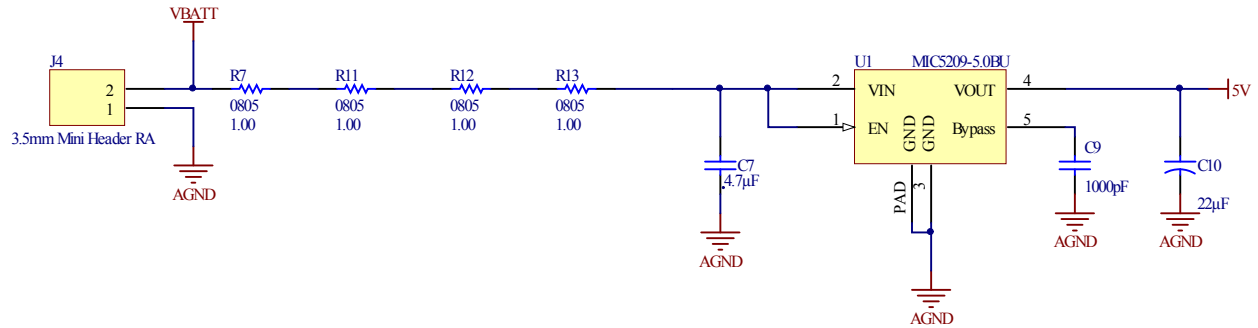 VBATT
J4
2
1
3.5mm Mini Header RA
AGND
R7
0805
1.00
R11
0805
1.00
R12
0805
1.00
R13
0805
1.00
C7
4.7µF
AGND
U1
MIC5209-5.0BU
2
VIN
VOUT
4
1
EN
Bypass
5
GND
GND
PAD
3
AGND
C9
1000pF
AGND
C10
22µF
AGND
5V